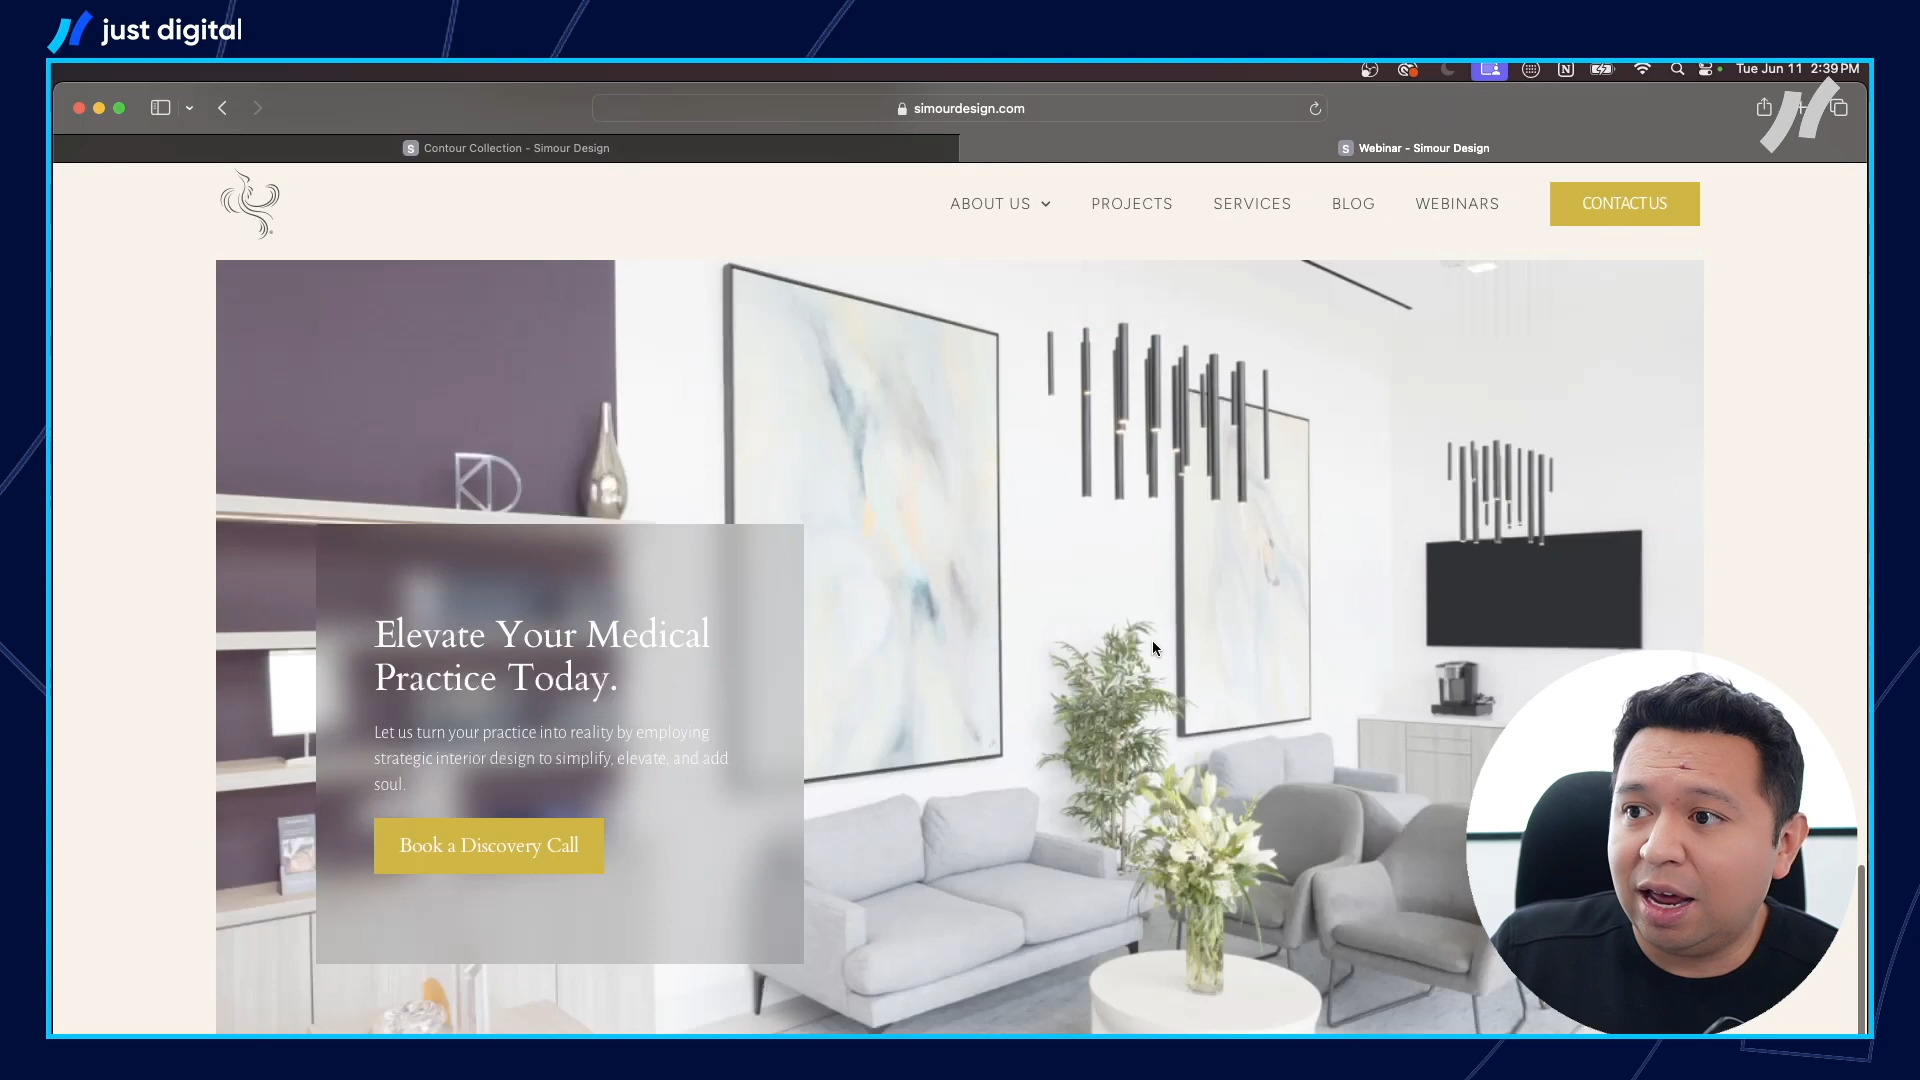 just digital
Tue Jun 11 2:39 PM
simourdesign.com
S Contour Collection - Simour Design
S Webinar - Simour Design
ABOUT US
PROJECTS
SERVICES
BLOG
WEBINARS
CONTACT US
Elevate Your Medical
Practice Today.
Let us turn your practice into reality by employing
strategic interior design to simplify, elevate, and add
soul.
Book a Discovery Call